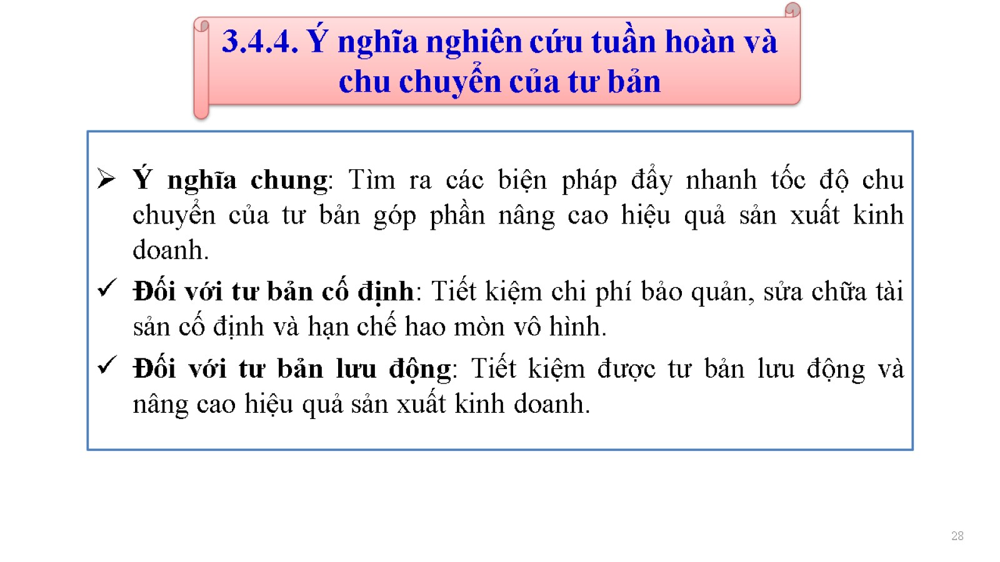 3.4.4. Ý nghĩa nghiên cứu tuần hoàn và
chu chuyển của tư bản
Ý nghĩa chung: Tìm ra các biện pháp đẩy nhanh tốc độ chu
chuyển của tư bản góp phần nâng cao hiệu quả sản xuất kinh
doanh.
Đối với tư bản cố định: Tiết kiệm chi phí bảo quản, sửa chữa tài
sản cố định và hạn chế hao mòn vô hình.
Đối với tư bản lưu động: Tiết kiệm được tư bản lưu động và
nâng cao hiệu quả sản xuất kinh doanh.
28